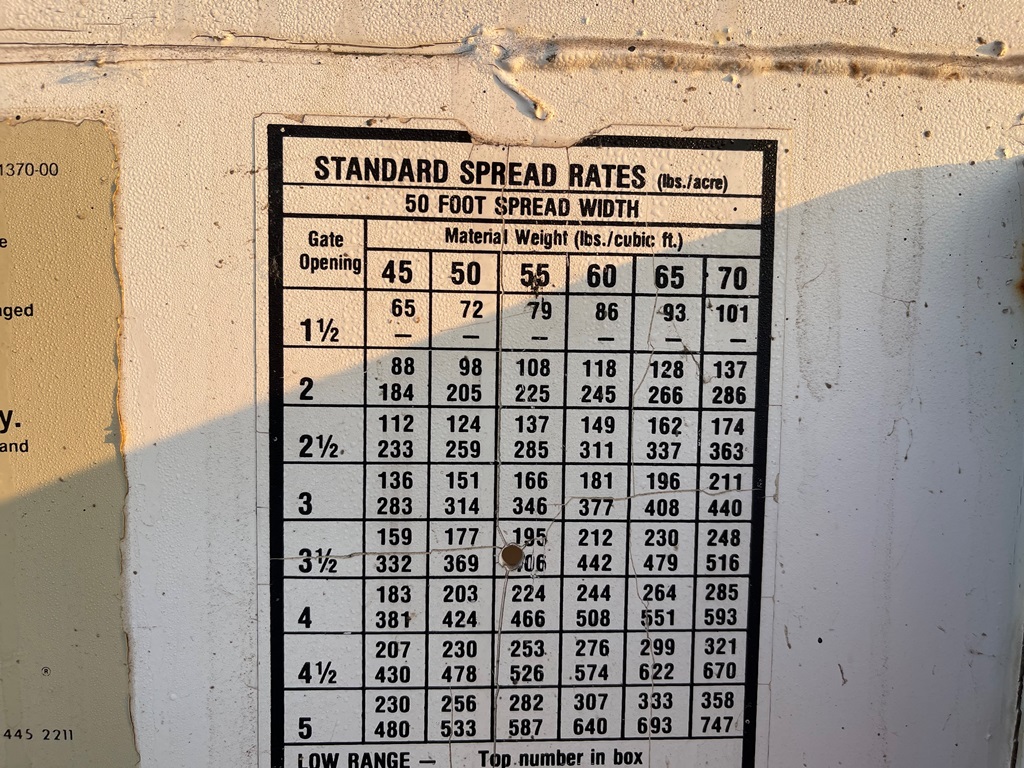 1370-00
e
ged
y.
and
®
445 2211
STANDARD SPREAD RATES (lbs./acre)
50 FOOT SPREAD WIDTH
Gate Opening
Material Weight (lbs./cubic ft.)
45 50 55 60 65 70
1½
65 72 79 86 93 101
– – – – – –
2
88 98 108 118 128 137
184 205 225 245 266 286
2½
112 124 137 149 162 174
233 259 285 311 337 363
3
136 151 166 181 196 211
283 314 346 377 408 440
3½
159 177 195 212 230 248
332 369 06 442 479 516
4
183 203 224 244 264 285
381 424 466 508 551 593
4½
207 230 253 276 299 321
430 478 526 574 622 670
5
230 256 282 307 333 358
480 533 587 640 693 747
LOW RANGE – Top number in box